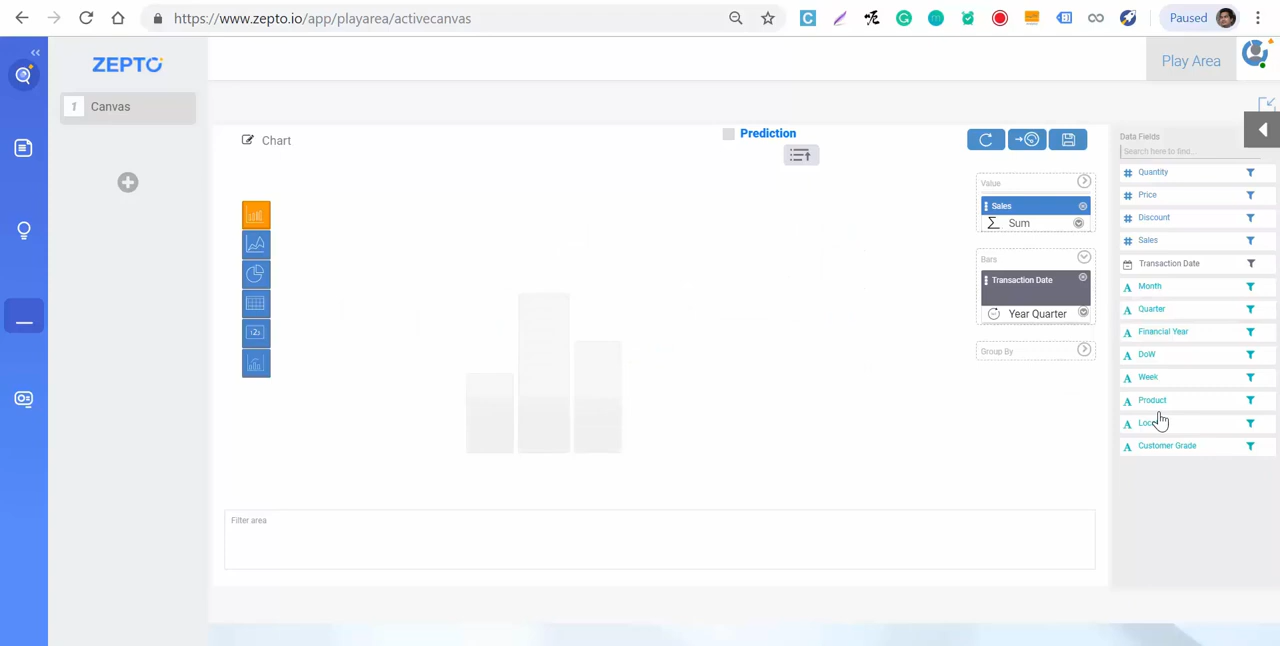 https://www.zepto.io/app/playarea/activecanvas
Paused
ZEPTO
Play Area
1 Canvas
Chart
Prediction
Value
Sales
Sum
Bars
Transaction Date
Year Quarter
Group By
Data Fields
Search here to find...
# Quantity
# Price
# Discount
# Sales
Transaction Date
A Month
A Quarter
A Financial Year
A DoW
A Week
A Product
A
A Customer Grade
Filter area